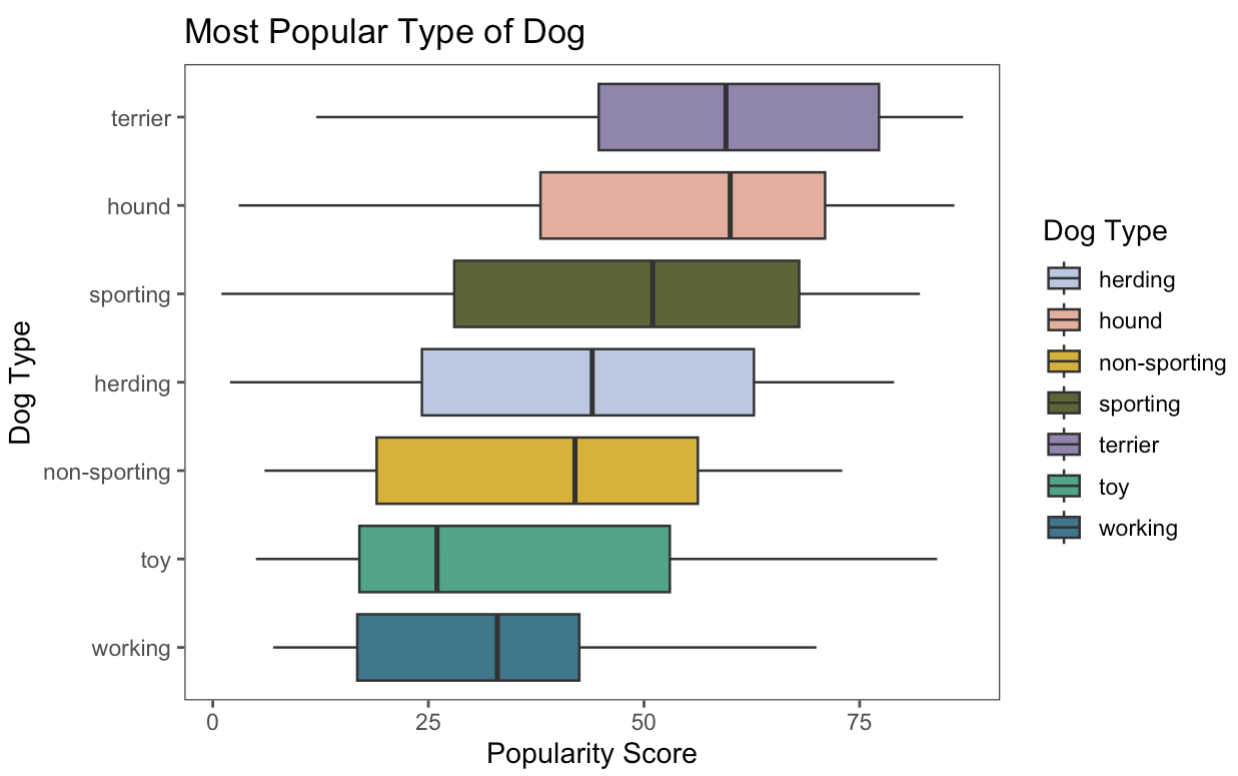 Most Popular Type of Dog
Dog Type
terrier
hound
sporting
herding
non-sporting
toy
working
0 25 50 75
Popularity Score
Dog Type
herding
hound
non-sporting
sporting
terrier
toy
working